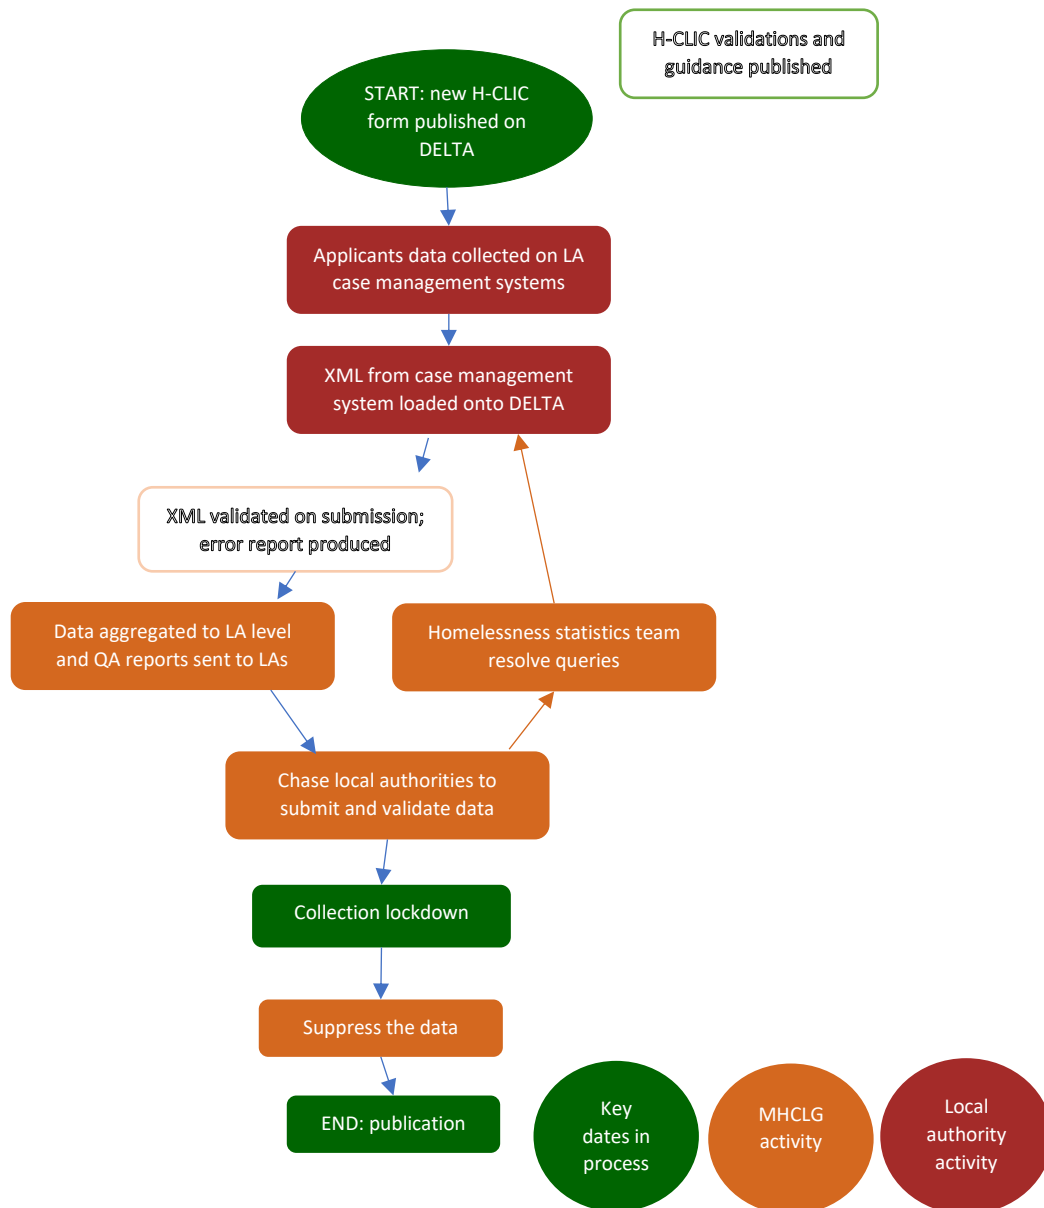 H-CLIC validations and
guidance published
START: new H-CLIC
form published on
DELTA
Applicants data collected on LA
case management systems
XML from case management
system loaded onto DELTA
XML validated on submission;
error report produced
Data aggregated to LA level
and QA reports sent to LAs
Homelessness statistics team
resolve queries
Chase local authorities to
submit and validate data
Collection lockdown
Suppress the data
END: publication
Key
dates in
process
MHCLG
activity
Local
authority
activity